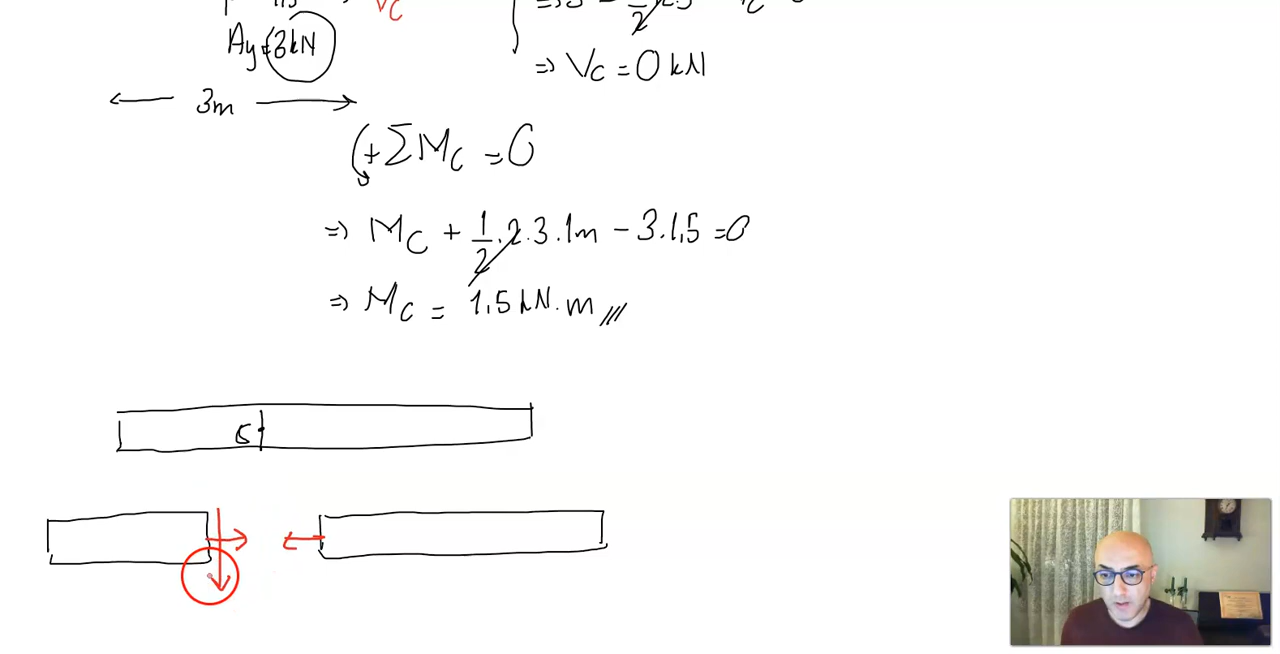 Vc
Ay = 3kN
=> Vc = 0 kN
3m
(+ ΣMc = 0
=> Mc + 1/2 . 2 . 3 . 1m - 3 . 1,5 = 0
=> Mc = 1,5 kN.m ///